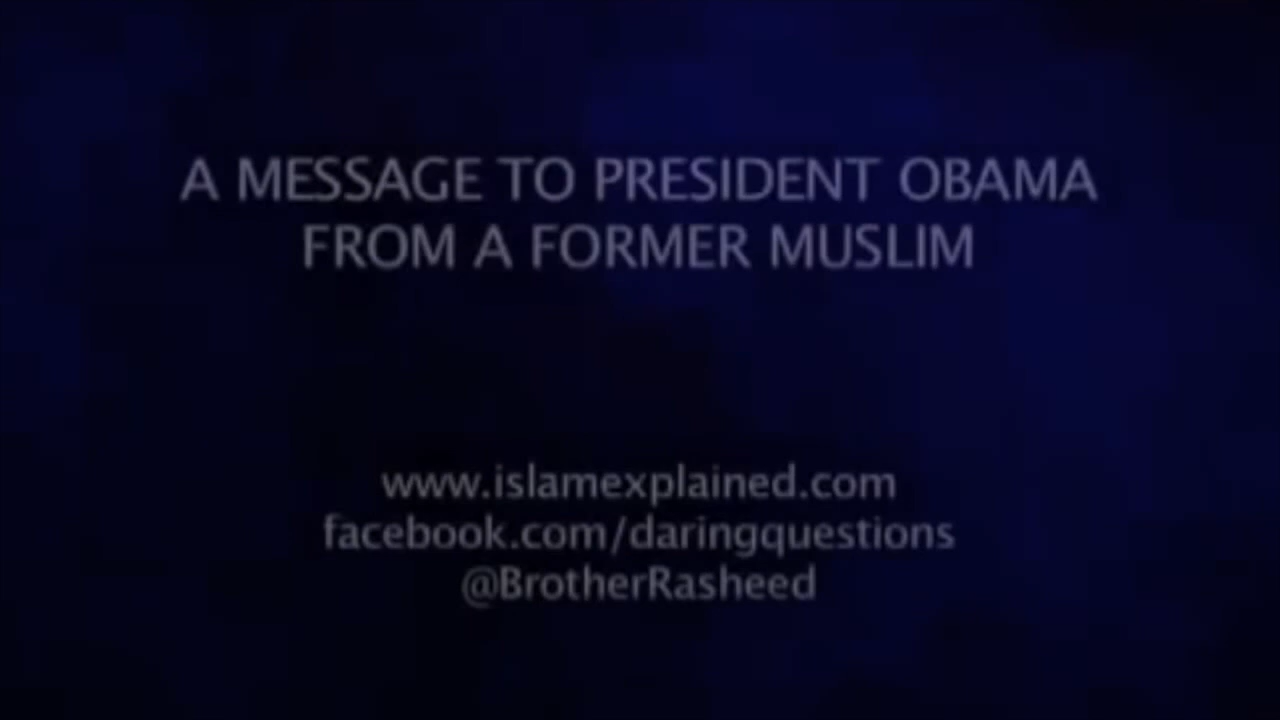 A MESSAGE TO PRESIDENT OBAMA
FROM A FORMER MUSLIM
www.islamexplained.com
facebook.com/daringquestions
@BrotherRasheed